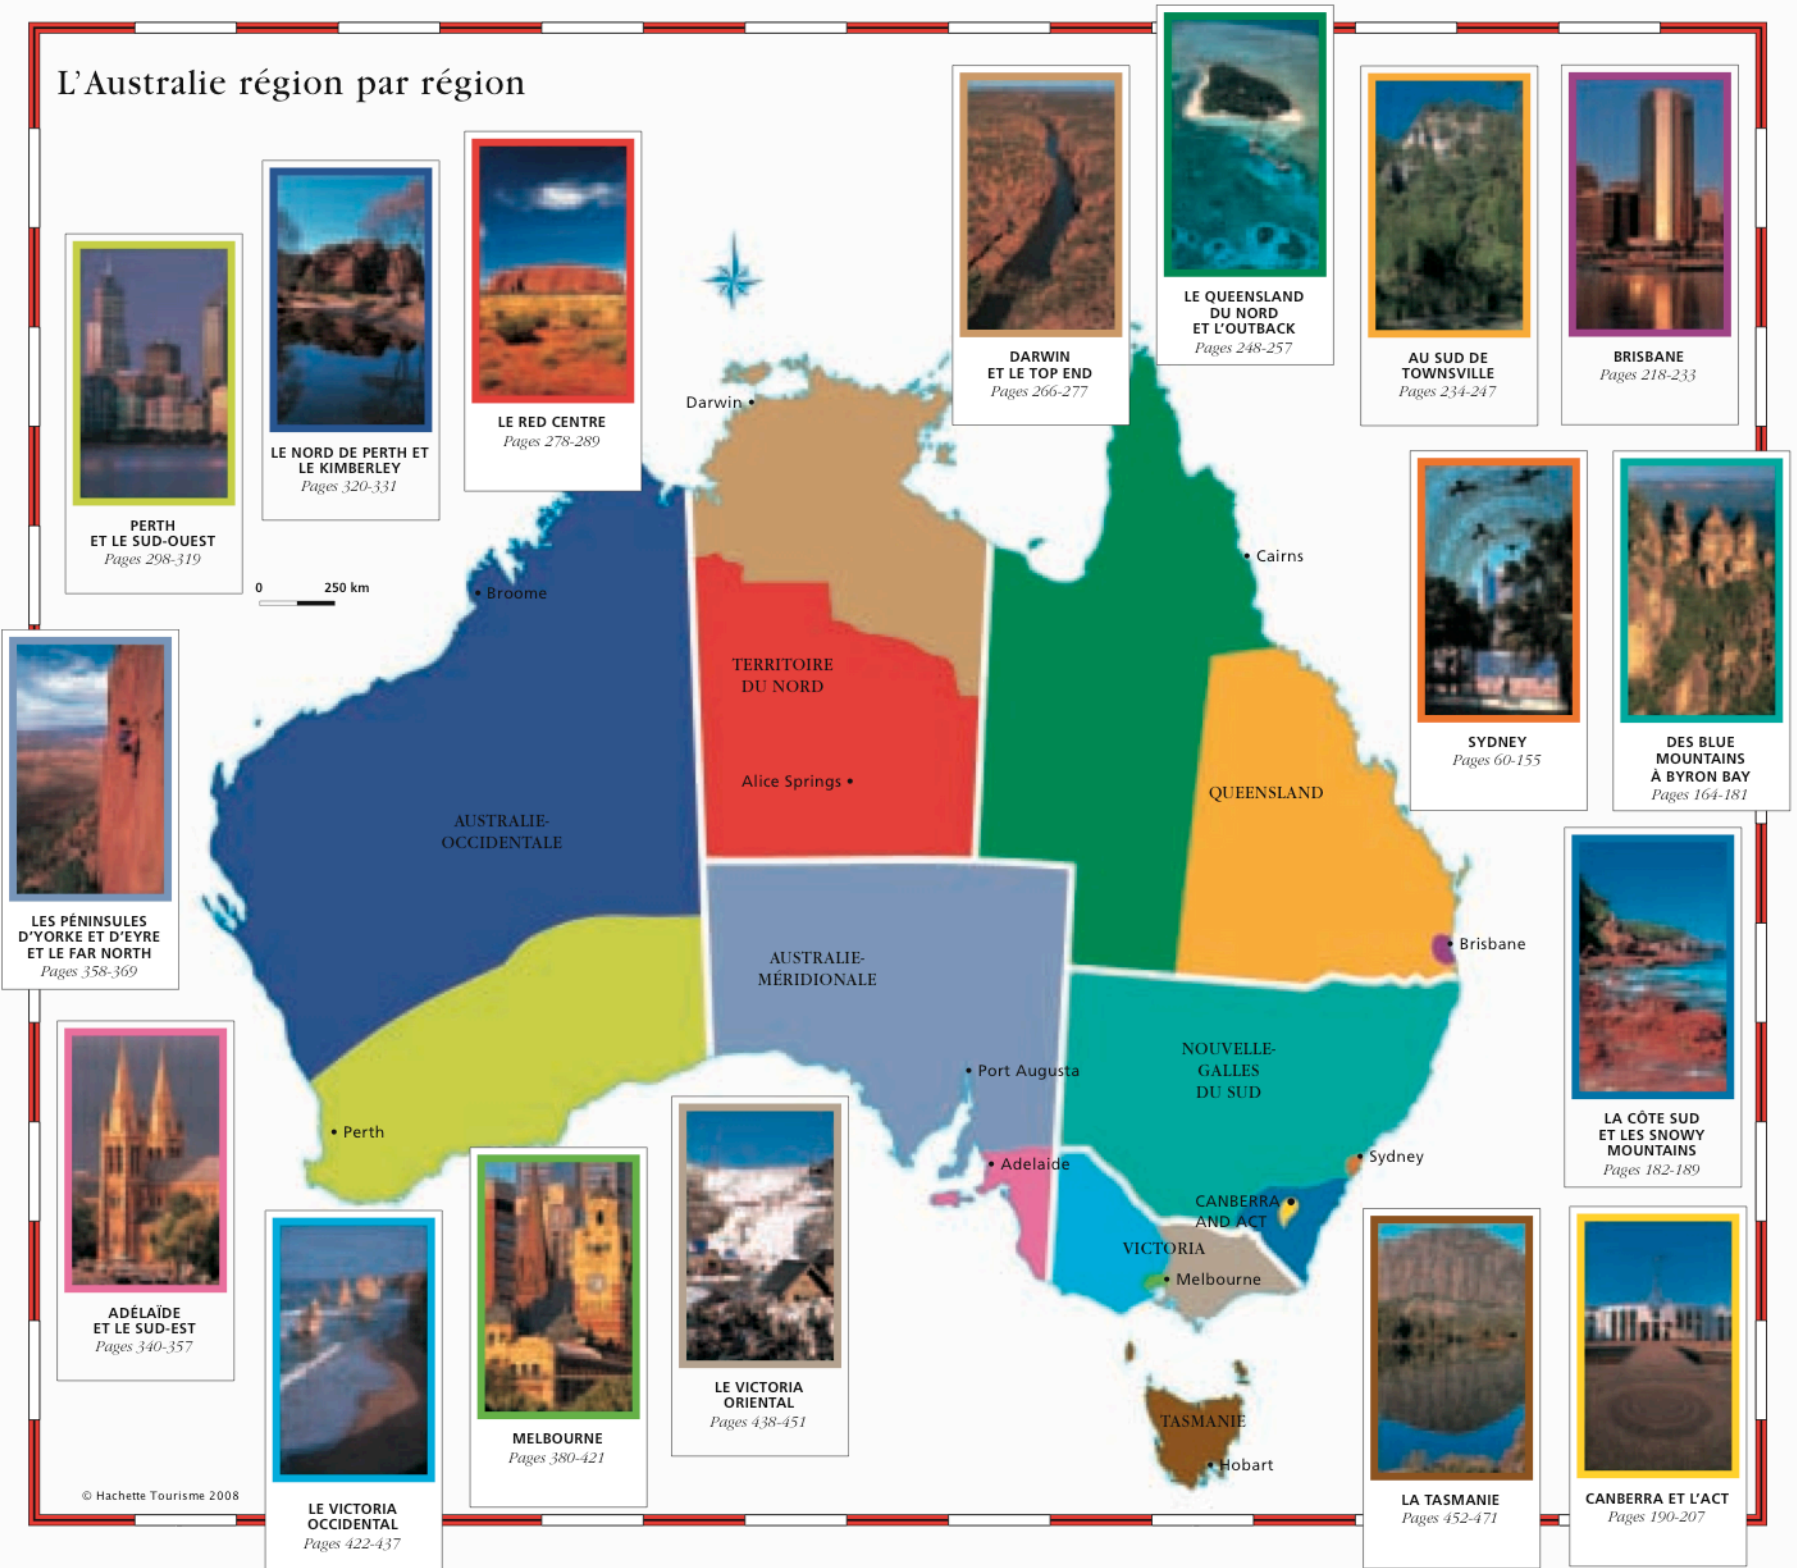 L'Australie région par région
PERTH
ET LE SUD-OUEST
Pages 298-319
LE NORD DE PERTH ET
LE KIMBERLEY
Pages 320-331
LE RED CENTRE
Pages 278-289
DARWIN
ET LE TOP END
Pages 266-277
LE QUEENSLAND
DU NORD
ET L'OUTBACK
Pages 248-257
AU SUD DE
TOWNSVILLE
Pages 234-247
BRISBANE
Pages 218-233
SYDNEY
Pages 60-155
DES BLUE
MOUNTAINS
À BYRON BAY
Pages 164-181
LA CÔTE SUD
ET LES SNOWY
MOUNTAINS
Pages 182-189
CANBERRA ET L'ACT
Pages 190-207
LA TASMANIE
Pages 452-471
LE VICTORIA
ORIENTAL
Pages 438-451
MELBOURNE
Pages 380-421
LE VICTORIA
OCCIDENTAL
Pages 422-437
ADÉLAÏDE
ET LE SUD-EST
Pages 340-357
LES PÉNINSULES
D'YORKE ET D'EYRE
ET LE FAR NORTH
Pages 358-369
0 250 km
Darwin
Broome
Cairns
TERRITOIRE
DU NORD
Alice Springs
QUEENSLAND
AUSTRALIE-
OCCIDENTALE
Brisbane
AUSTRALIE-
MÉRIDIONALE
NOUVELLE-
GALLES
DU SUD
Port Augusta
Perth
Adelaide
Sydney
CANBERRA
AND ACT
VICTORIA
Melbourne
TASMANIE
Hobart
© Hachette Tourisme 2008